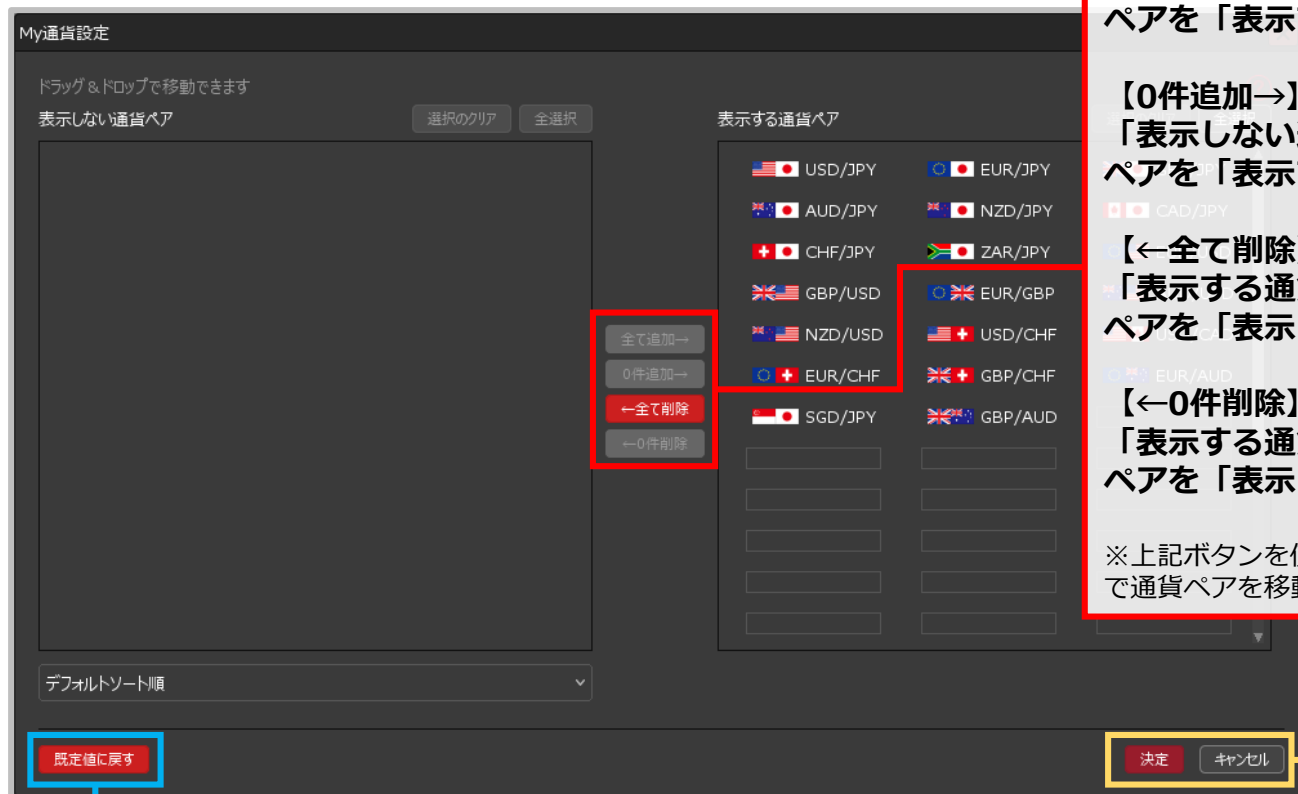 My通貨設定
ドラッグ＆ドロップで移動できます
表示しない通貨ペア
選択のクリア
全選択
表示する通貨ペア
USD/JPY
EUR/JPY
AUD/JPY
NZD/JPY
CAD/JPY
CHF/JPY
ZAR/JPY
GBP/USD
EUR/GBP
NZD/USD
USD/CHF
EUR/CHF
GBP/CHF
EUR/AUD
SGD/JPY
GBP/AUD
全て追加→
0件追加→
←全て削除
←0件削除
デフォルトソート順
既定値に戻す
決定
キャンセル
ペアを「表示
【0件追加→】
「表示しない
ペアを「表示
【←全て削除
「表示する通
ペアを「表示
【←0件削除】
「表示する通
ペアを「表示
※上記ボタンを
で通貨ペアを移